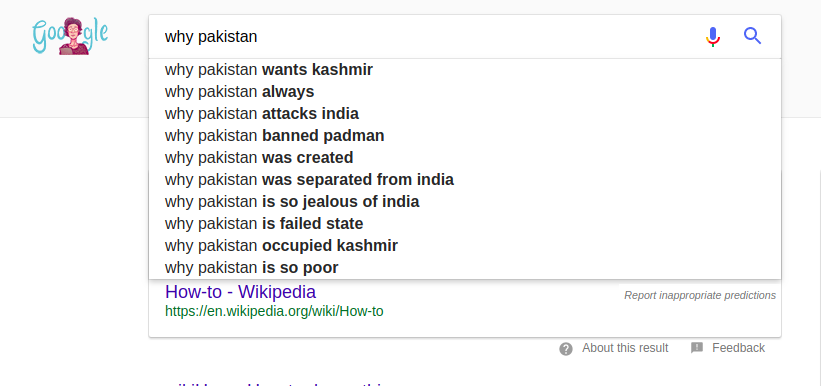 Google
why pakistan
why pakistan wants kashmir
why pakistan always
why pakistan attacks india
why pakistan banned padman
why pakistan was created
why pakistan was separated from india
why pakistan is so jealous of india
why pakistan is failed state
why pakistan occupied kashmir
why pakistan is so poor
How-to - Wikipedia
Report inappropriate predictions
https://en.wikipedia.org/wiki/How-to
About this result Feedback